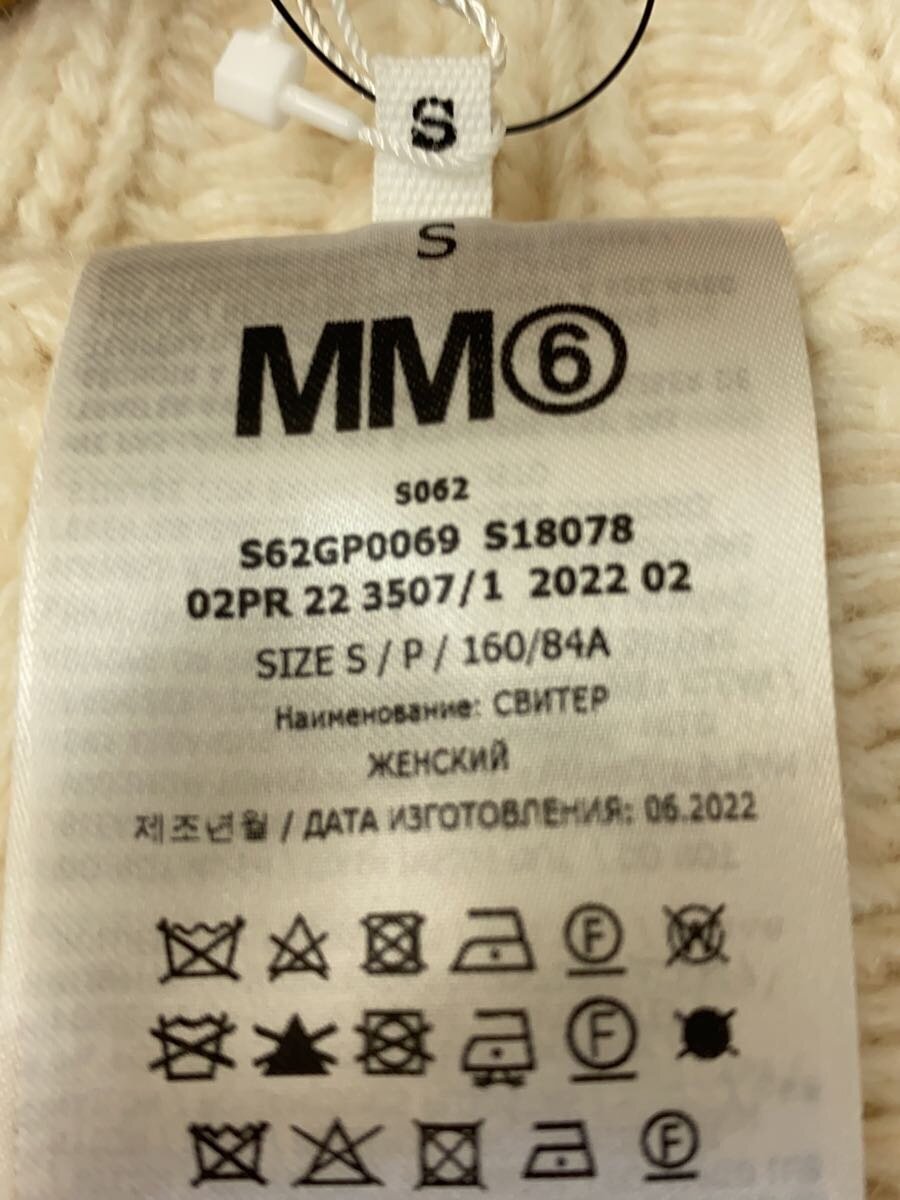 S
S
MM⑥
S062
S62GP0069 S18078
02PR 22 3507/1 2022 02
SIZE S / P / 160/84A
Наименование: СВИТЕР
ЖЕНСКИЙ
제조년월 / ДАТА ИЗГОТОВЛЕНИЯ: 06.2022
F W
F
F